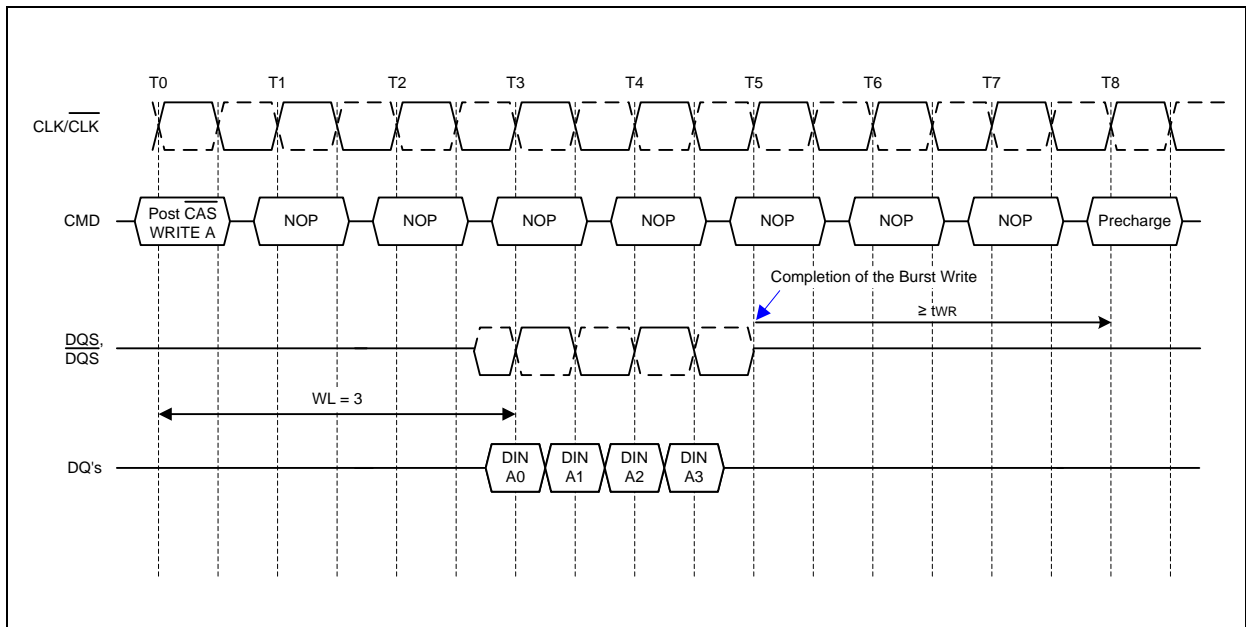 T0 T1 T2 T3 T4 T5 T6 T7 T8
CLK/CLK
CMD
Post CAS
WRITE A
NOP NOP NOP NOP NOP NOP NOP Precharge
Completion of the Burst Write
≥ tWR
DQS,
DQS
WL = 3
DQ's
DIN DIN DIN DIN
A0 A1 A2 A3